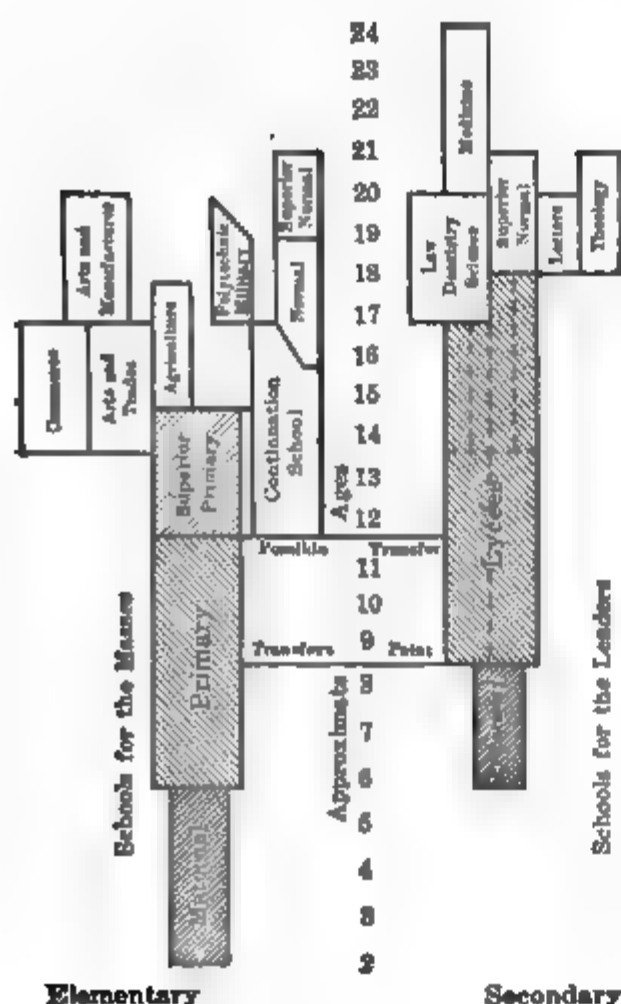 24
23
22
21
20
19
18
17
16
15
14
13
12
11
10
9
8
7
6
5
4
3
2
Ages
Approximate
Medicine
Superior
Normal
Law
Dentistry
Science
Letters
Theology
Arts and
Manufactures
Commerce
Arts and
Trades
Agriculture
Polytechnic
Military
Superior
Normal
Normal
Continuation
School
Superior
Primary
Primary
Maternal
Lycées
Possible Transfer
Transfers Point
Schools for the Masses
Schools for the Leaders
Elementary
Secondary